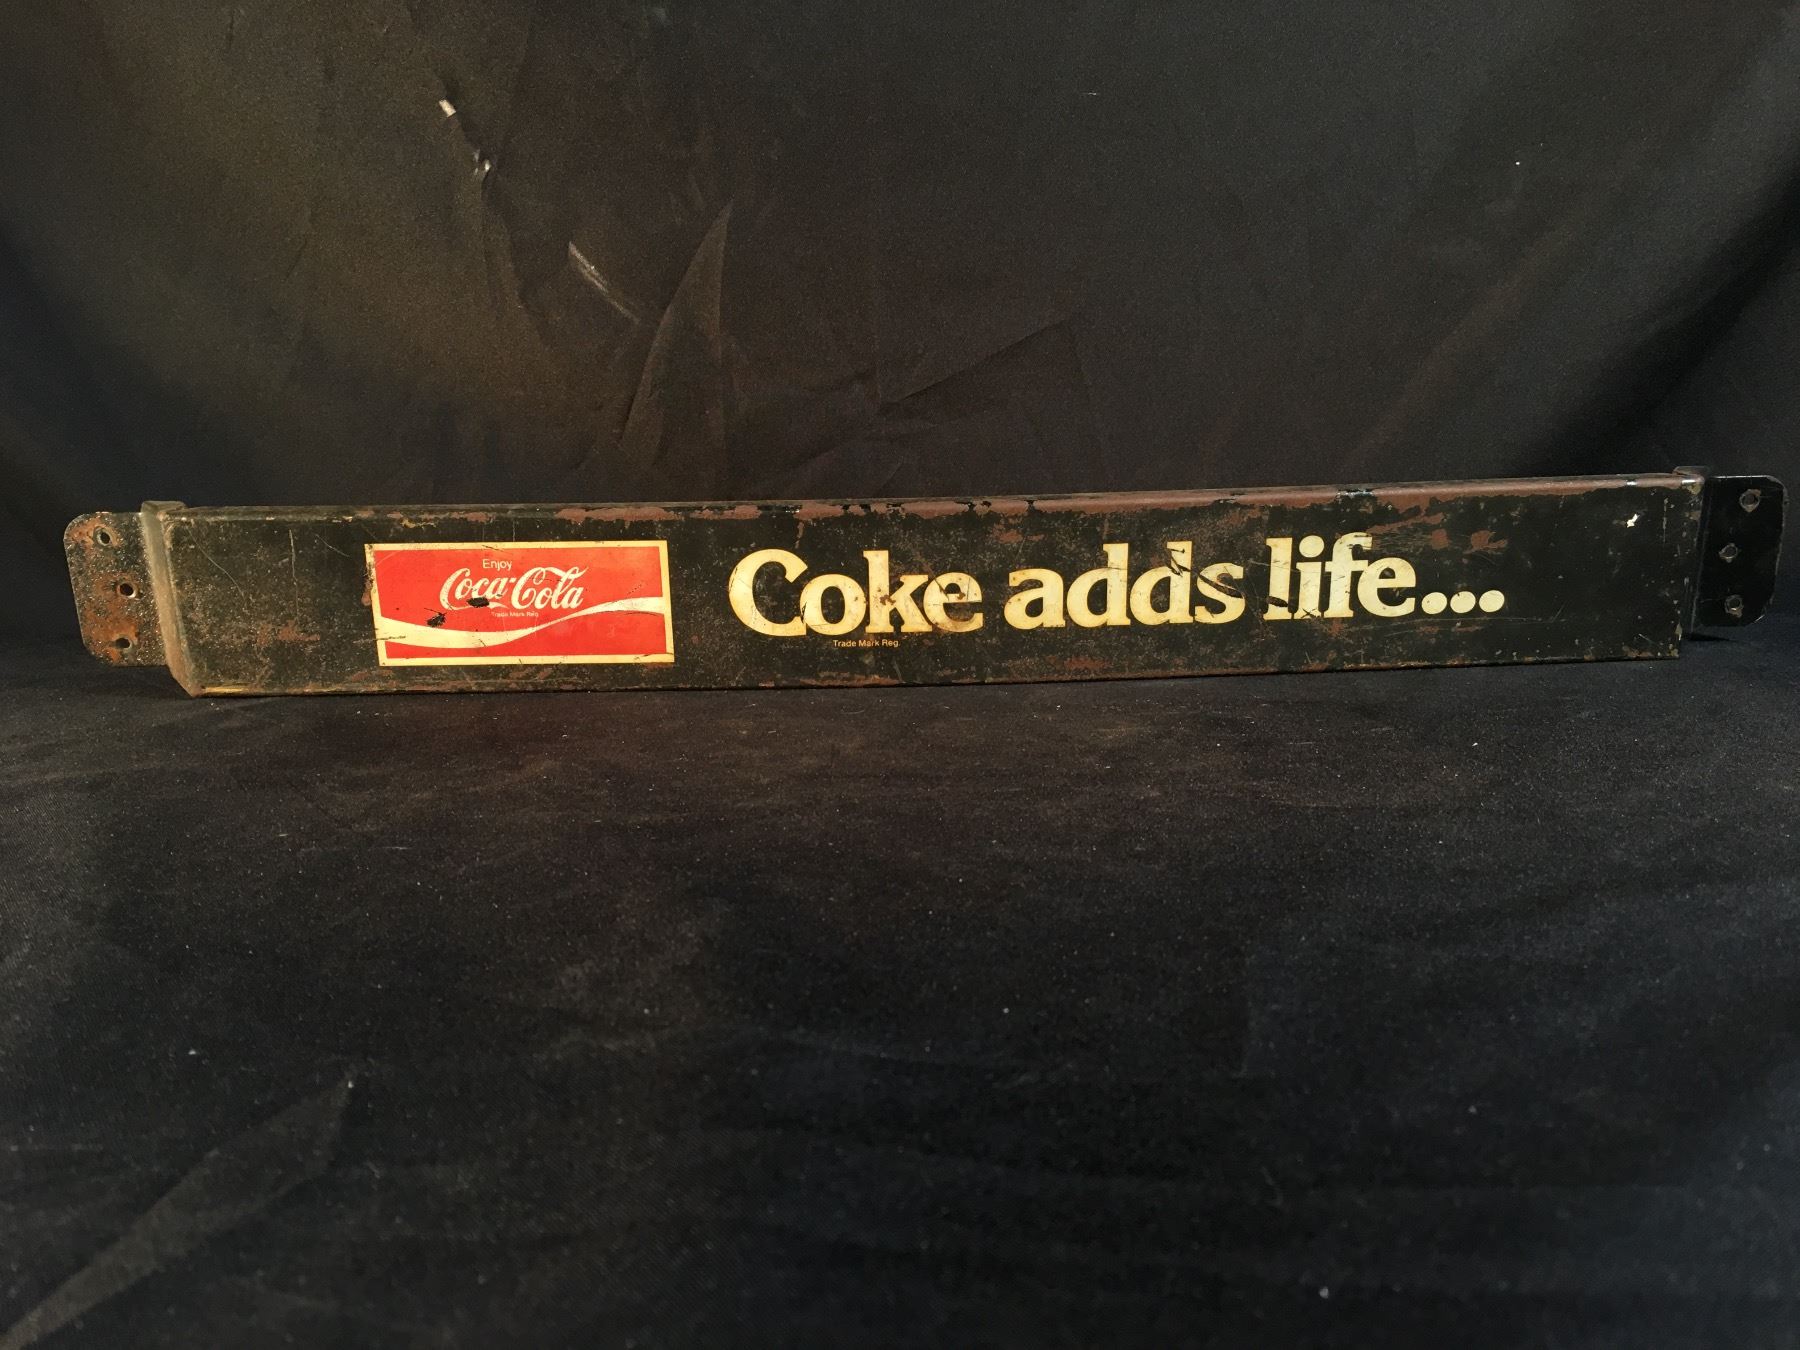 Enjoy
Coca-Cola
Trade Mark Reg.
Coke adds life...
Trade Mark Reg.